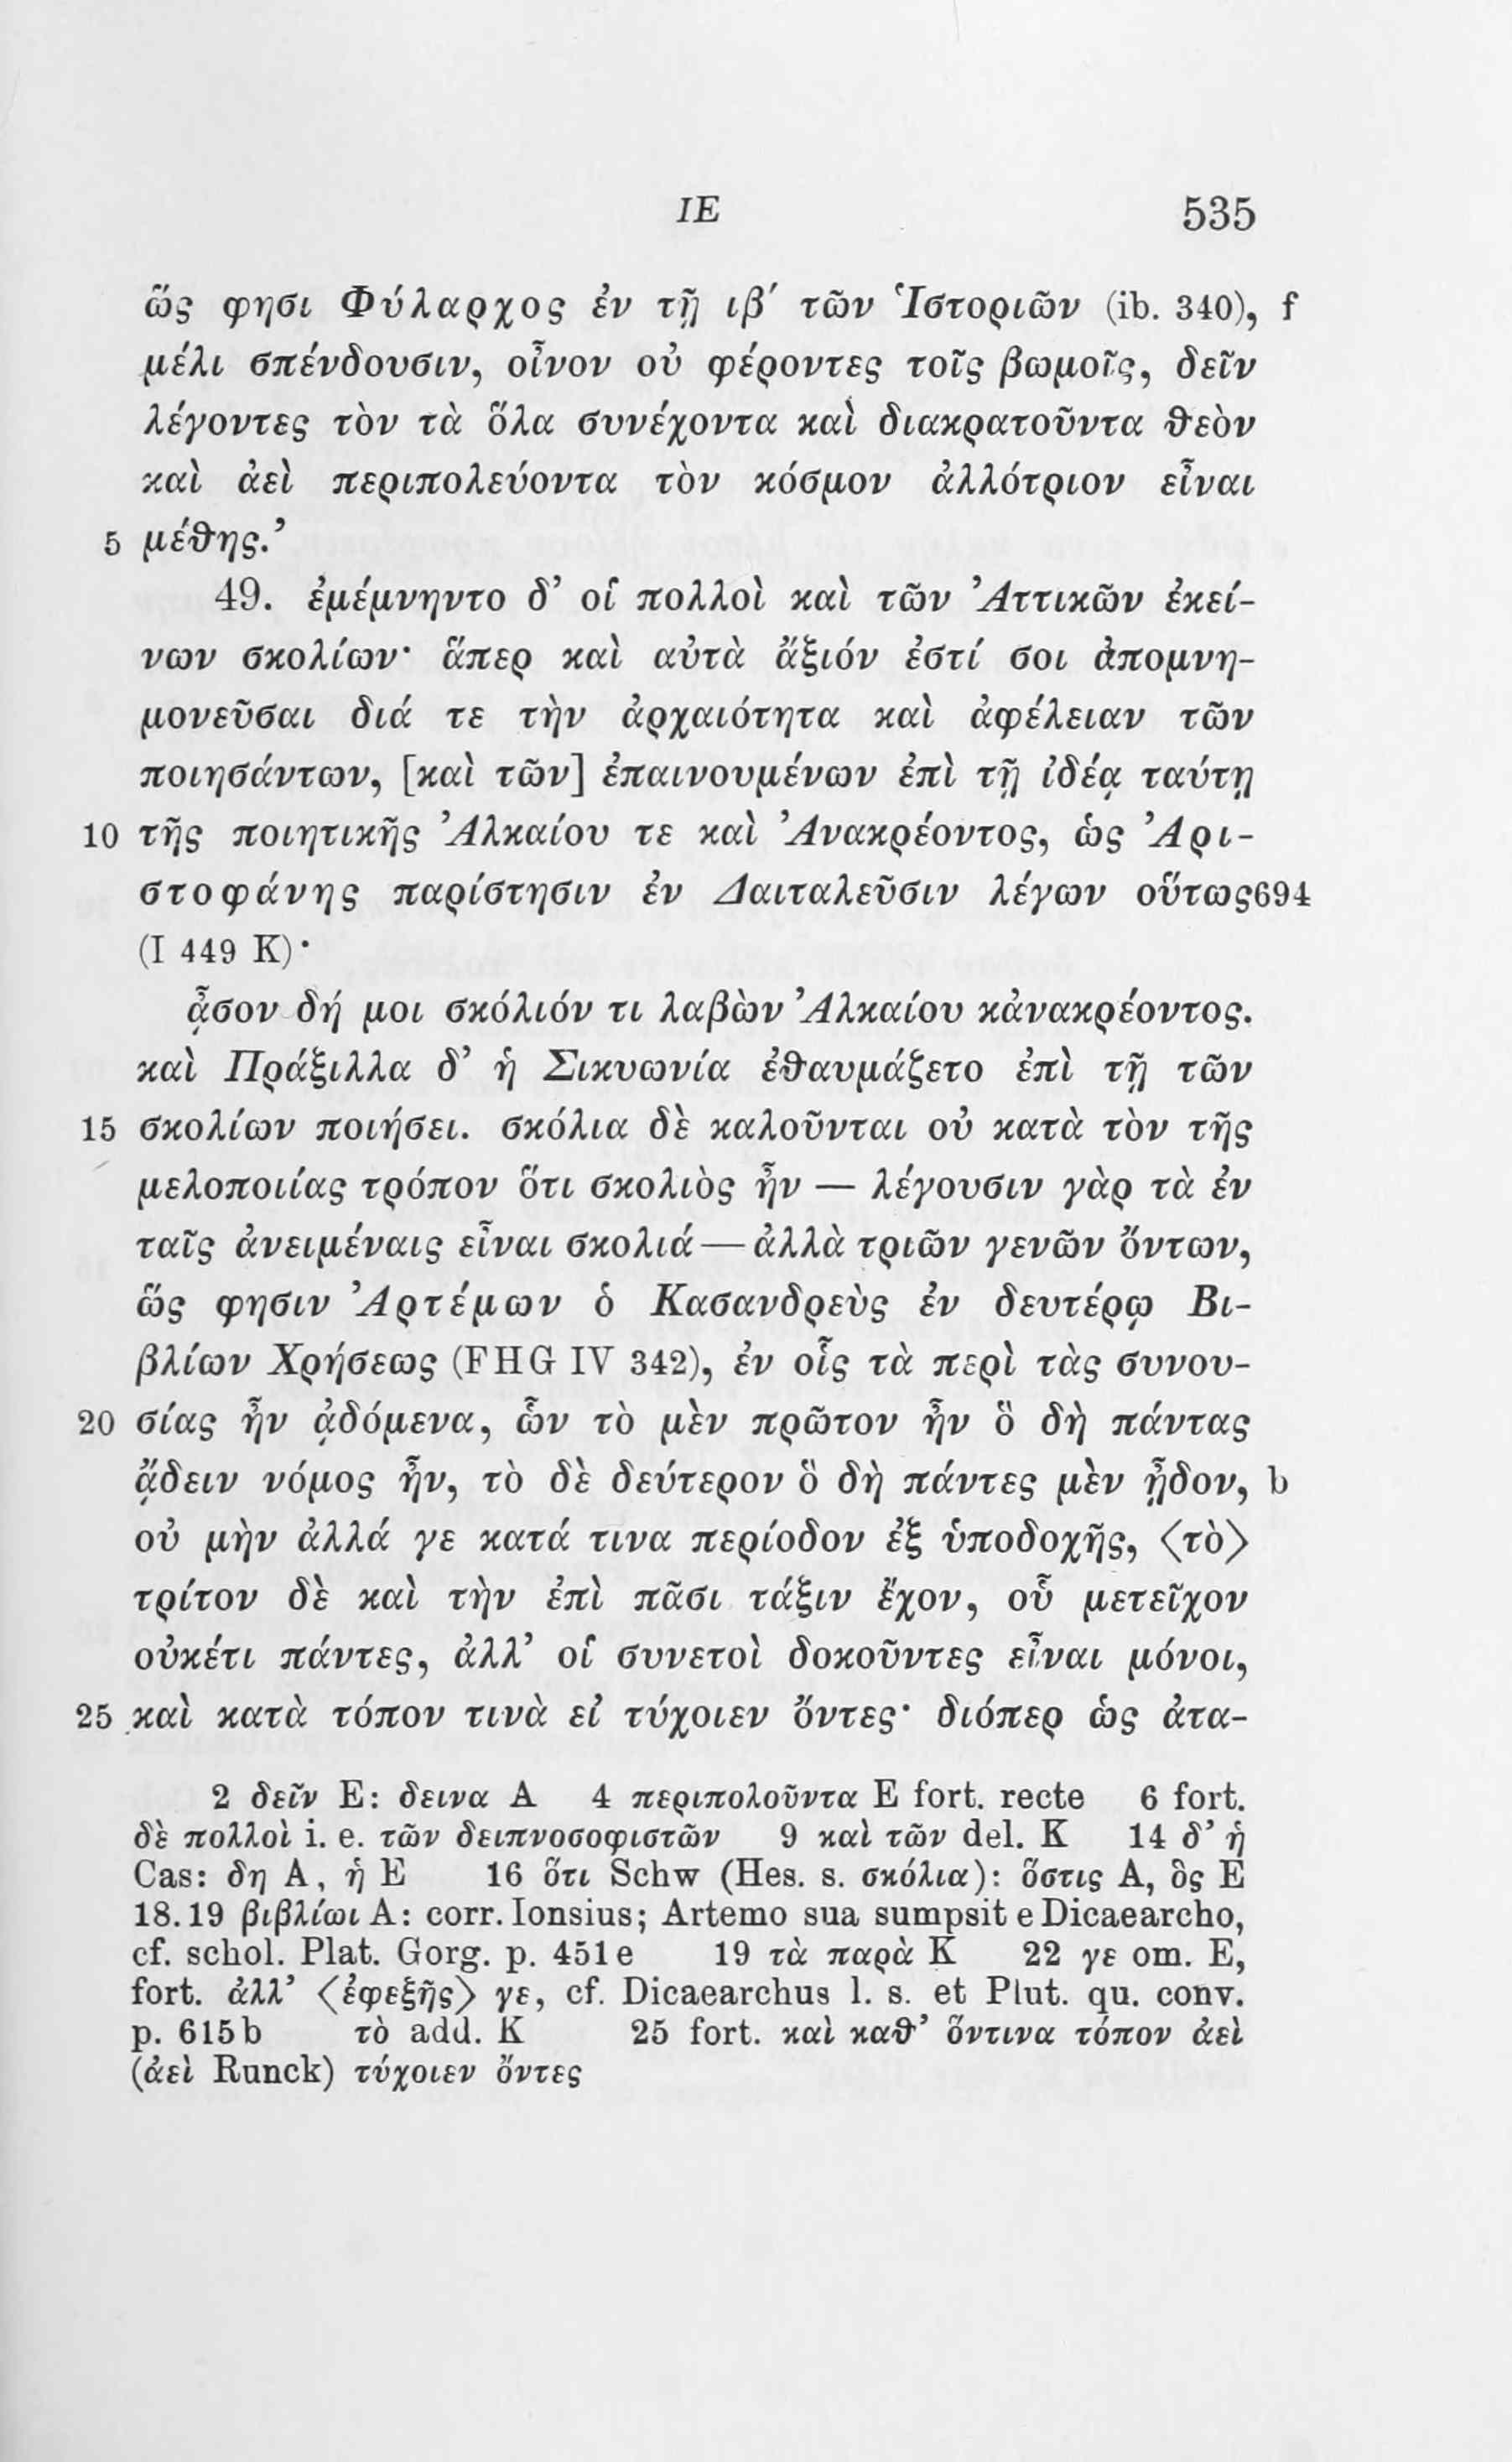 ΙΕ 535
ὥς φησι Φύλαρχος ἐν τῇ ιβ′ τῶν Ἱστοριῶν (ib. 340), f
μέλι σπένδουσιν, οἶνον οὐ φέροντες τοῖς βωμοῖς, δεῖν
λέγοντες τὸν τὰ ὅλα συνέχοντα καὶ διακρατοῦντα θεὸν
καὶ ἀεὶ περιπολεύοντα τὸν κόσμον ἀλλότριον εἶναι
5 μέθης.’
49. ἐμέμνηντο δ’ οἱ πολλοὶ καὶ τῶν Ἀττικῶν ἐκεί-
νων σκολίων· ἅπερ καὶ αὐτὰ ἄξιόν ἐστί σοι ἀπομνη-
μονεῦσαι διά τε τὴν ἀρχαιότητα καὶ ἀφέλειαν τῶν
ποιησάντων, [καὶ τῶν] ἐπαινουμένων ἐπὶ τῇ ἰδέᾳ ταύτῃ
10 τῆς ποιητικῆς Ἀλκαίου τε καὶ Ἀνακρέοντος, ὡς Ἀρι-
στοφάνης παρίστησιν ἐν Δαιταλεῦσιν λέγων οὕτως 694
(I 449 K)·
ᾆσον δή μοι σκόλιόν τι λαβὼν Ἀλκαίου κἀνακρέοντος.
καὶ Πράξιλλα δ’ ἡ Σικυωνία ἐθαυμάζετο ἐπὶ τῇ τῶν
15 σκολίων ποιήσει. σκόλια δὲ καλοῦνται οὐ κατὰ τὸν τῆς
μελοποιίας τρόπον ὅτι σκολιὸς ἦν — λέγουσιν γὰρ τὰ ἐν
ταῖς ἀνειμέναις εἶναι σκολιά — ἀλλὰ τριῶν γενῶν ὄντων,
ὥς φησιν Ἀρτέμων ὁ Κασανδρεὺς ἐν δευτέρῳ Βι-
βλίων Χρήσεως (FHG IV 342), ἐν οἷς τὰ περὶ τὰς συνου-
20 σίας ἦν ᾀδόμενα, ὧν τὸ μὲν πρῶτον ἦν ὃ δὴ πάντας
ᾄδειν νόμος ἦν, τὸ δὲ δεύτερον ὃ δὴ πάντες μὲν ᾖδον, b
οὐ μὴν ἀλλά γε κατά τινα περίοδον ἐξ ὑποδοχῆς, ⟨τὸ⟩
τρίτον δὲ καὶ τὴν ἐπὶ πᾶσι τάξιν ἔχον, οὗ μετεῖχον
οὐκέτι πάντες, ἀλλ’ οἱ συνετοὶ δοκοῦντες εἶναι μόνοι,
25 καὶ κατὰ τόπον τινὰ εἰ τύχοιεν ὄντες· διόπερ ὡς ἀτα-
2 δεῖν E: δεινα A 4 περιπολοῦντα E fort. recte 6 fort.
δὲ πολλοὶ i. e. τῶν δειπνοσοφιστῶν 9 καὶ τῶν del. K 14 δ’ ἡ
Cas: δη A, ἡ E 16 ὅτι Schw (Hes. s. σκόλια): ὅστις A, ὃς E
18.19 βιβλίωι A: corr. Ionsius; Artemo sua sumpsit e Dicaearcho,
cf. schol. Plat. Gorg. p. 451e 19 τὰ παρὰ K 22 γε om. E,
fort. ἀλλ’ ⟨ἐφεξῆς⟩ γε, cf. Dicaearchus l. s. et Plut. qu. conv.
p. 615b τὸ add. K 25 fort. καὶ καθ’ ὅντινα τόπον ἀεὶ
(ἀεὶ Runck) τύχοιεν ὄντες